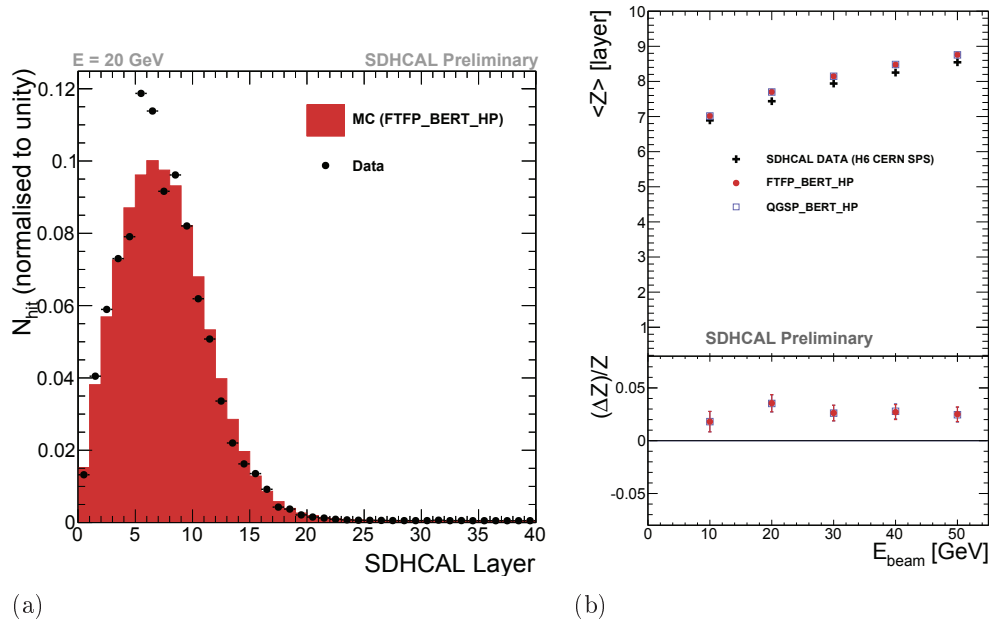 E = 20 GeV
SDHCAL Preliminary
N_hit (normalised to unity)
0.12
0.1
0.08
0.06
0.04
0.02
0
MC (FTFP_BERT_HP)
Data
0 5 10 15 20 25 30 35 40
SDHCAL Layer
(a)
<Z> [layer]
10
9
8
7
6
5
4
3
2
1
SDHCAL DATA (H6 CERN SPS)
FTFP_BERT_HP
QGSP_BERT_HP
SDHCAL Preliminary
(ΔZ)/Z
0.05
0
-0.05
0 10 20 30 40 50
E_beam [GeV]
(b)